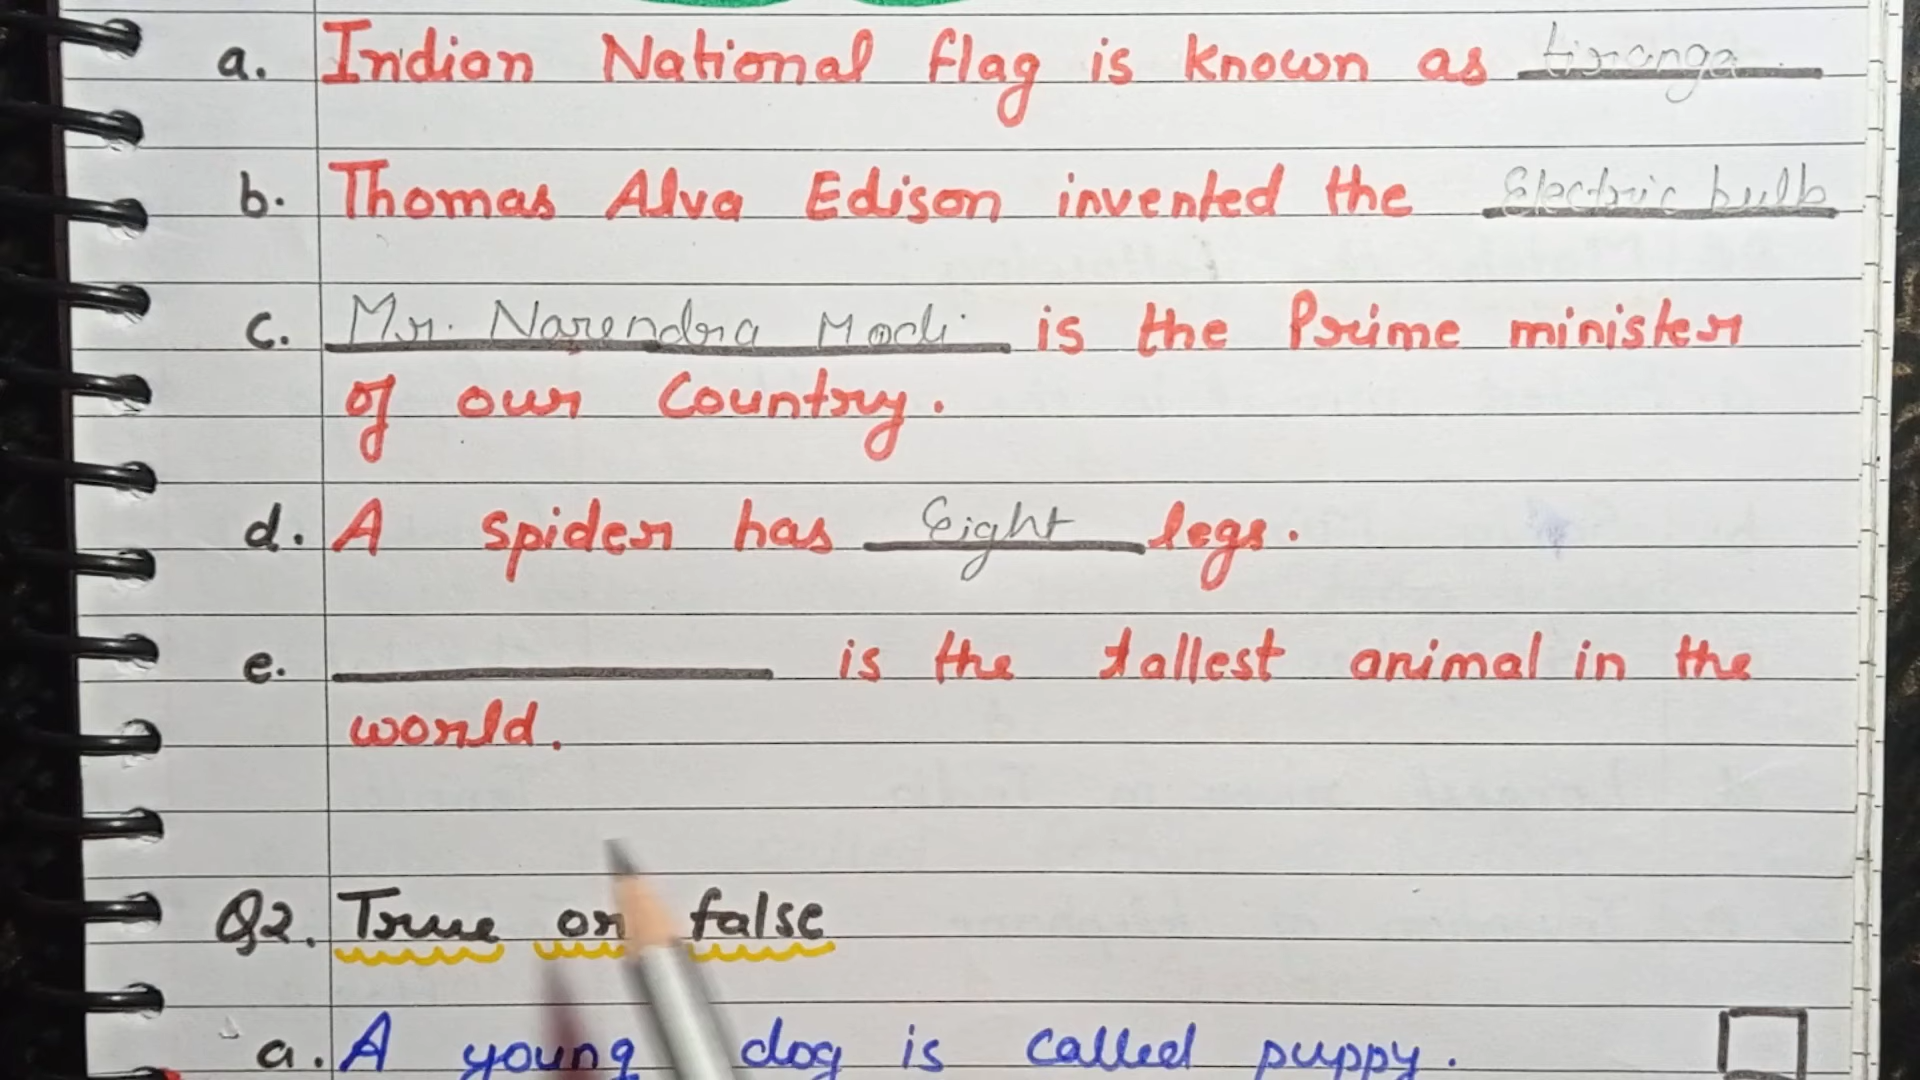 a. Indian National flag is known as tiranga
b. Thomas Alva Edison invented the Electric bulb
c. Mr. Narendra Modi is the Prime minister
of our Country.
d. A spider has Eight legs.
e. __________ is the tallest animal in the
world.
Q2. True or false
a. A young dog is called puppy.